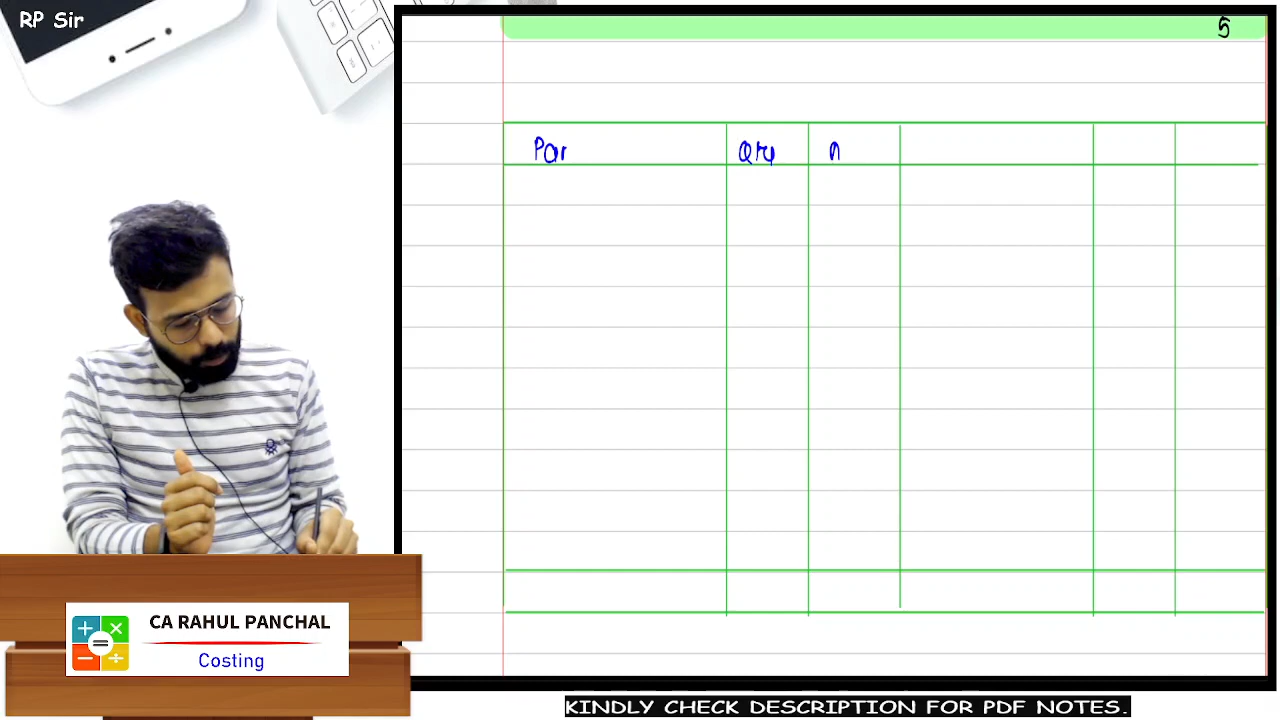 RP Sir
5
Par Qty
CA RAHUL PANCHAL
Costing
KINDLY CHECK DESCRIPTION FOR PDF NOTES.